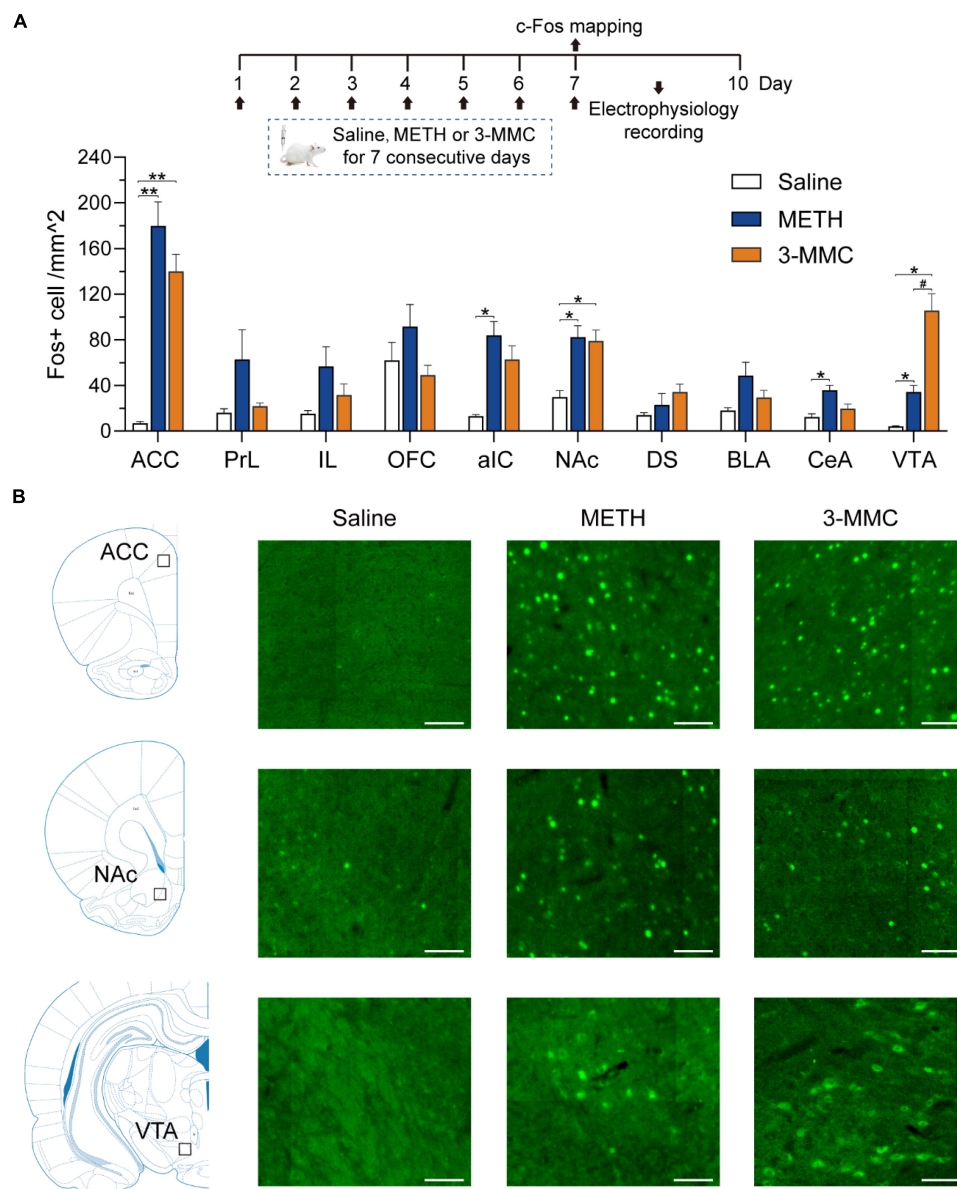 A
c-Fos mapping
1 2 3 4 5 6 7 10 Day
Saline, METH or 3-MMC
for 7 consecutive days
Electrophysiology
recording
Fos+ cell /mm^2
240
200
160
120
80
40
0
Saline
METH
3-MMC
**
**
*
*
*
*
*
#
*
ACC PrL IL OFC aIC NAc DS BLA CeA VTA
B
Saline METH 3-MMC
ACC
NAc
VTA